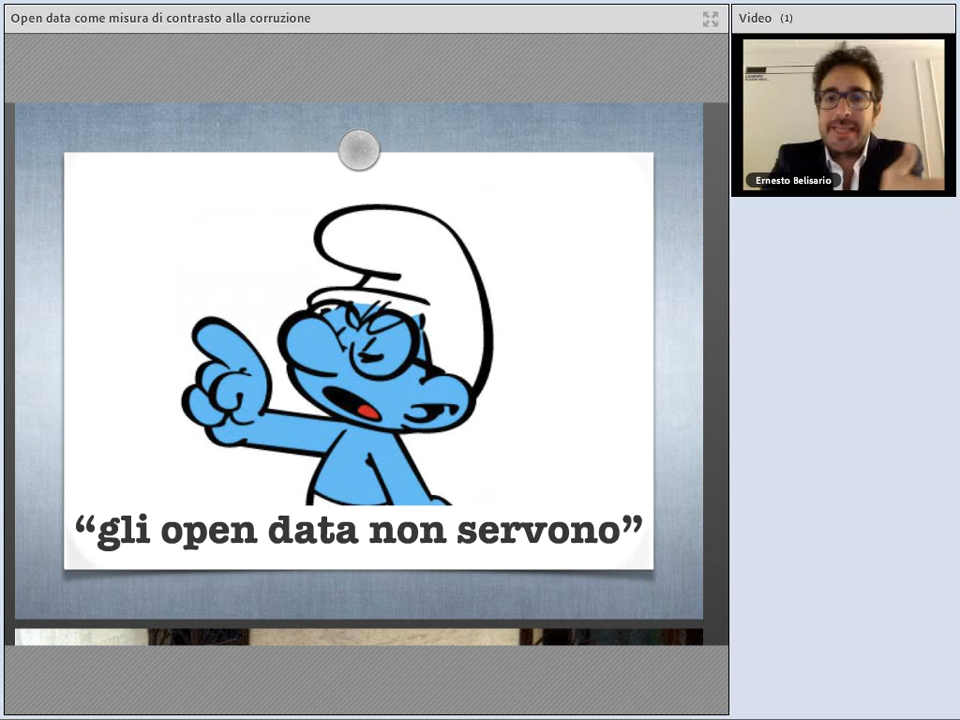 Open data come misura di contrasto alla corruzione
Video (1)
Ernesto Belisario
“gli open data non servono”